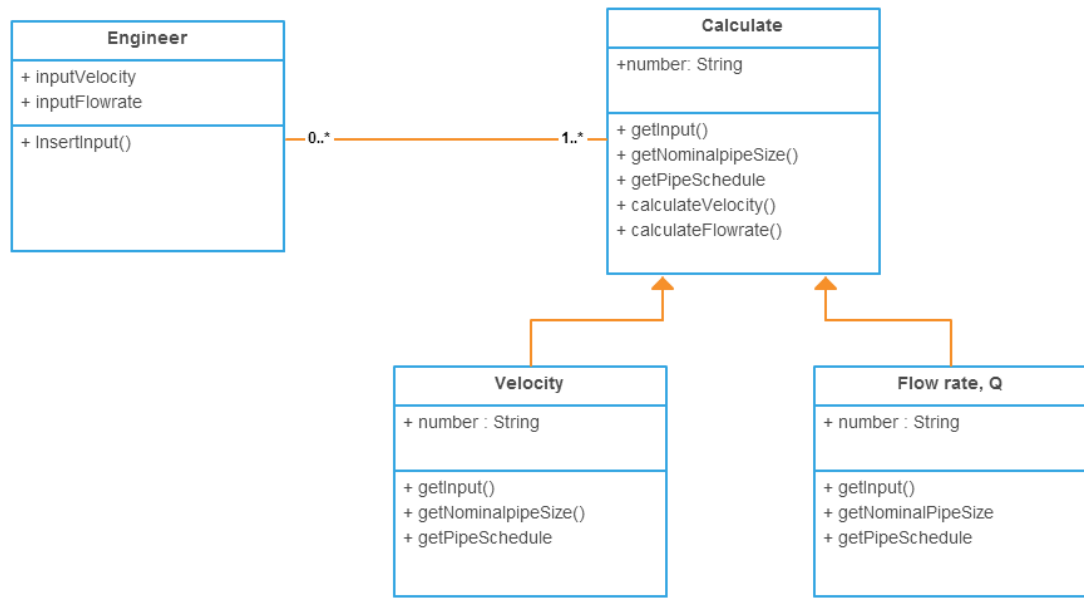 Engineer
+ inputVelocity
+ inputFlowrate
+ InsertInput()
0..*
1..*
Calculate
+number: String
+ getInput()
+ getNominalpipeSize()
+ getPipeSchedule
+ calculateVelocity()
+ calculateFlowrate()
Velocity
+ number : String
+ getInput()
+ getNominalpipeSize()
+ getPipeSchedule
Flow rate, Q
+ number : String
+ getInput()
+ getNominalPipeSize
+ getPipeSchedule